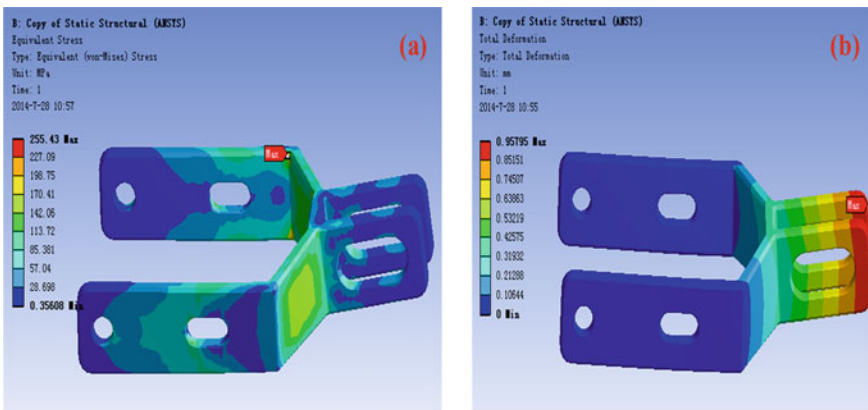 B: Copy of Static Structural (ANSYS)
Equivalent Stress
Type: Equivalent (von-Mises) Stress
Unit: MPa
Time: 1
2014-7-28 10:57
(a)
255.43 Max
227.09
198.75
170.41
142.06
113.72
85.381
57.04
28.698
0.35608 Min
Max
B: Copy of Static Structural (ANSYS)
Total Deformation
Type: Total Deformation
Unit: mm
Time: 1
2014-7-28 10:55
(b)
0.95795 Max
0.85151
0.74507
0.63863
0.53219
0.42575
0.31932
0.21288
0.10644
0 Min
Max